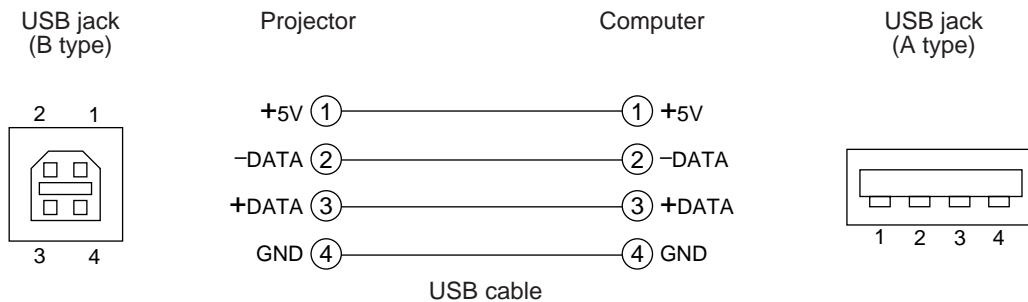 USB jack
(B type)
Projector
Computer
USB jack
(A type)
2 1
3 4
+5V 1 1 +5V
−DATA 2 2 −DATA
+DATA 3 3 +DATA
GND 4 4 GND
USB cable
1 2 3 4